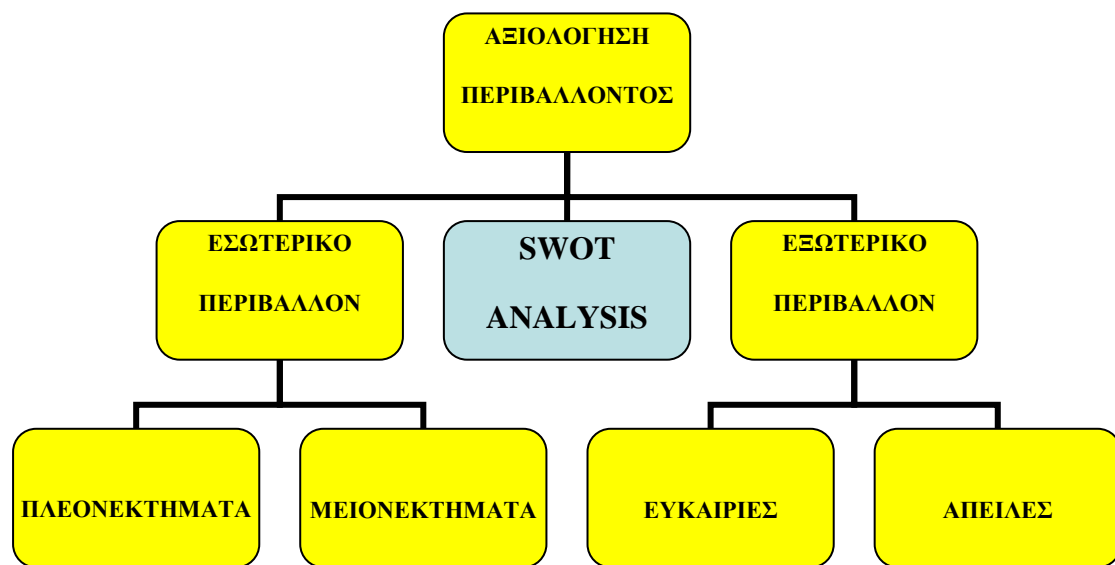 ΑΞΙΟΛΟΓΗΣΗ
ΠΕΡΙΒΑΛΛΟΝΤΟΣ
ΕΣΩΤΕΡΙΚΟ
ΠΕΡΙΒΑΛΛΟΝ
SWOT
ANALYSIS
ΕΞΩΤΕΡΙΚΟ
ΠΕΡΙΒΑΛΛΟΝ
ΠΛΕΟΝΕΚΤΗΜΑΤΑ
ΜΕΙΟΝΕΚΤΗΜΑΤΑ
ΕΥΚΑΙΡΙΕΣ
ΑΠΕΙΛΕΣ